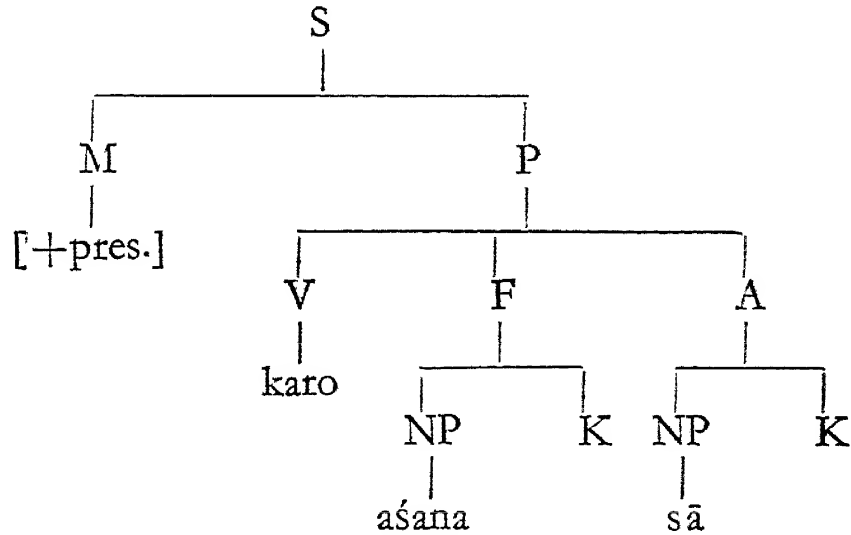 S
M P
[+pres.]
V F A
karo
NP K NP K
aśana sā